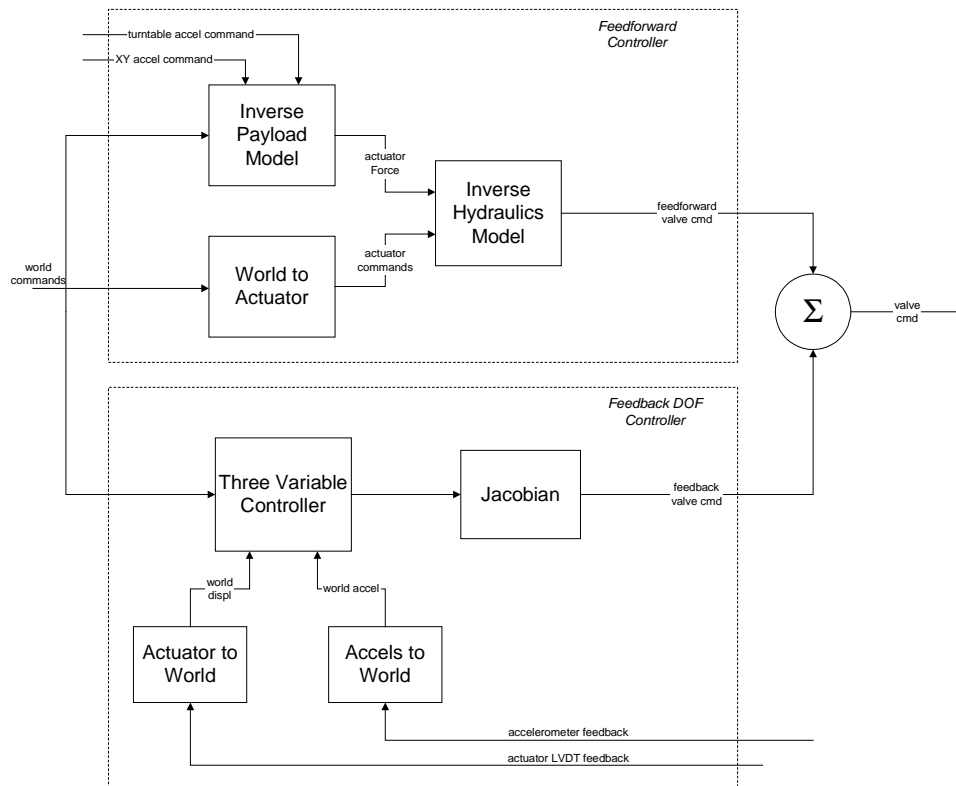 Feedforward
Controller
turntable accel command
XY accel command
Inverse
Payload
Model
actuator
Force
Inverse
Hydraulics
Model
feedforward
valve cmd
world
commands
World to
Actuator
actuator
commands
Σ
valve
cmd
Feedback DOF
Controller
Three Variable
Controller
Jacobian
feedback
valve cmd
world
displ
world accel
Actuator to
World
Accels to
World
accelerometer feedback
actuator LVDT feedback